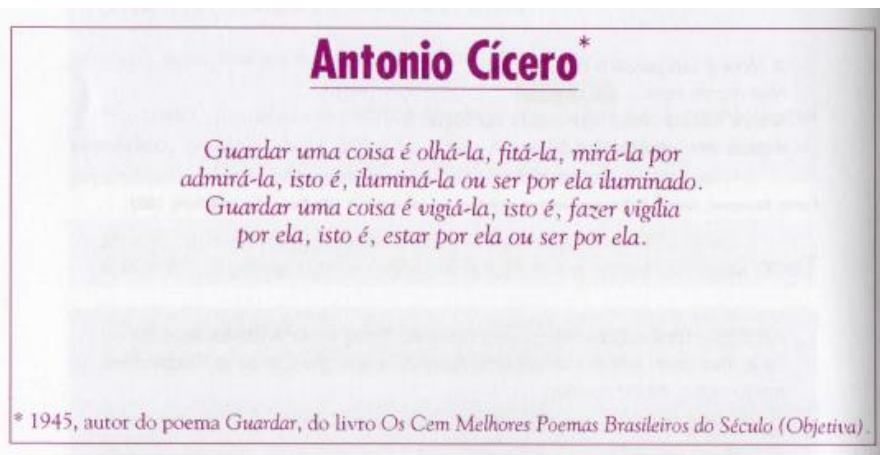 Antonio Cícero*
Guardar uma coisa é olhá-la, fitá-la, mirá-la por
admirá-la, isto é, iluminá-la ou ser por ela iluminado.
Guardar uma coisa é vigiá-la, isto é, fazer vigília
por ela, isto é, estar por ela ou ser por ela.
* 1945, autor do poema Guardar, do livro Os Cem Melhores Poemas Brasileiros do Século (Objetiva).